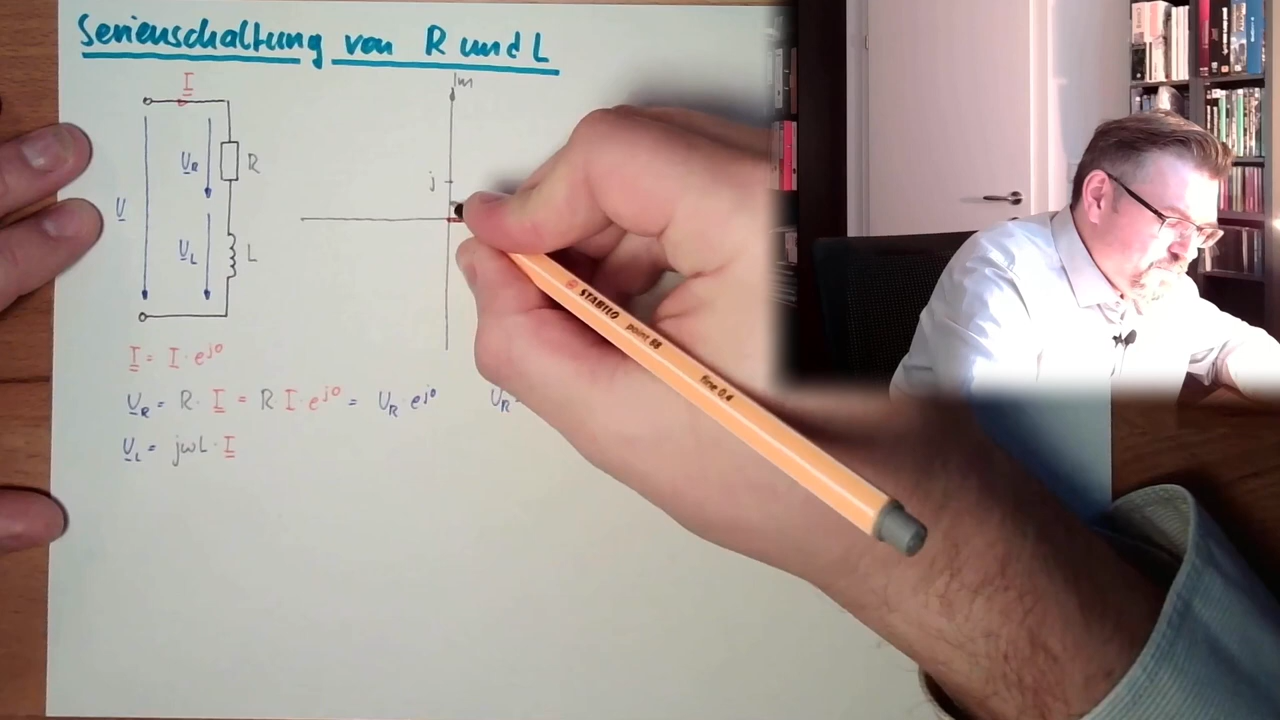 Serienschaltung von R und L
I
Im
U_R
R
j
U
U_L
L
I = I · e^j0
U_R = R · I = R I · e^j0 = U_R · e^j0
U_R =
U_L = jωL · I
STABILO point 88 fine 0.4